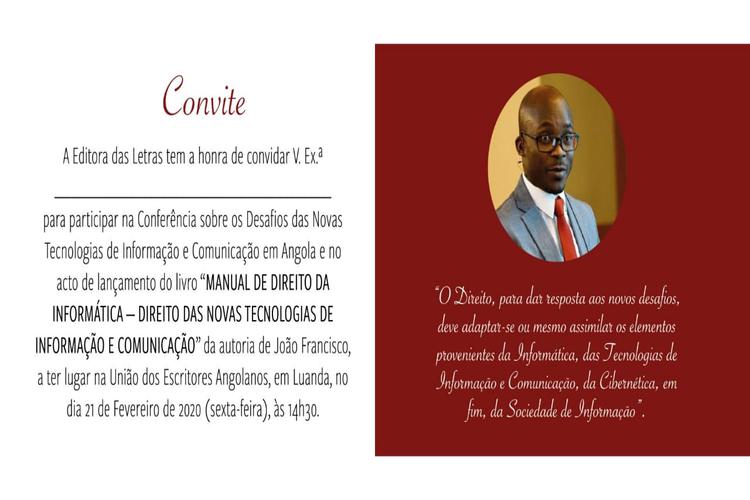 Convite
A Editora das Letras tem a honra de convidar V. Ex.ª
para participar na Conferência sobre os Desafios das Novas
Tecnologias de Informação e Comunicação em Angola e no
acto de lançamento do livro “MANUAL DE DIREITO DA
INFORMÁTICA – DIREITO DAS NOVAS TECNOLOGIAS DE
INFORMAÇÃO E COMUNICAÇÃO” da autoria de João Francisco,
a ter lugar na União dos Escritores Angolanos, em Luanda, no
dia 21 de Fevereiro de 2020 (sexta-feira), às 14h30.
“O Direito, para dar resposta aos novos desafios,
deve adaptar-se ou mesmo assimilar os elementos
provenientes da Informática, das Tecnologias de
Informação e Comunicação, da Cibernética, em
fim, da Sociedade de Informação”.